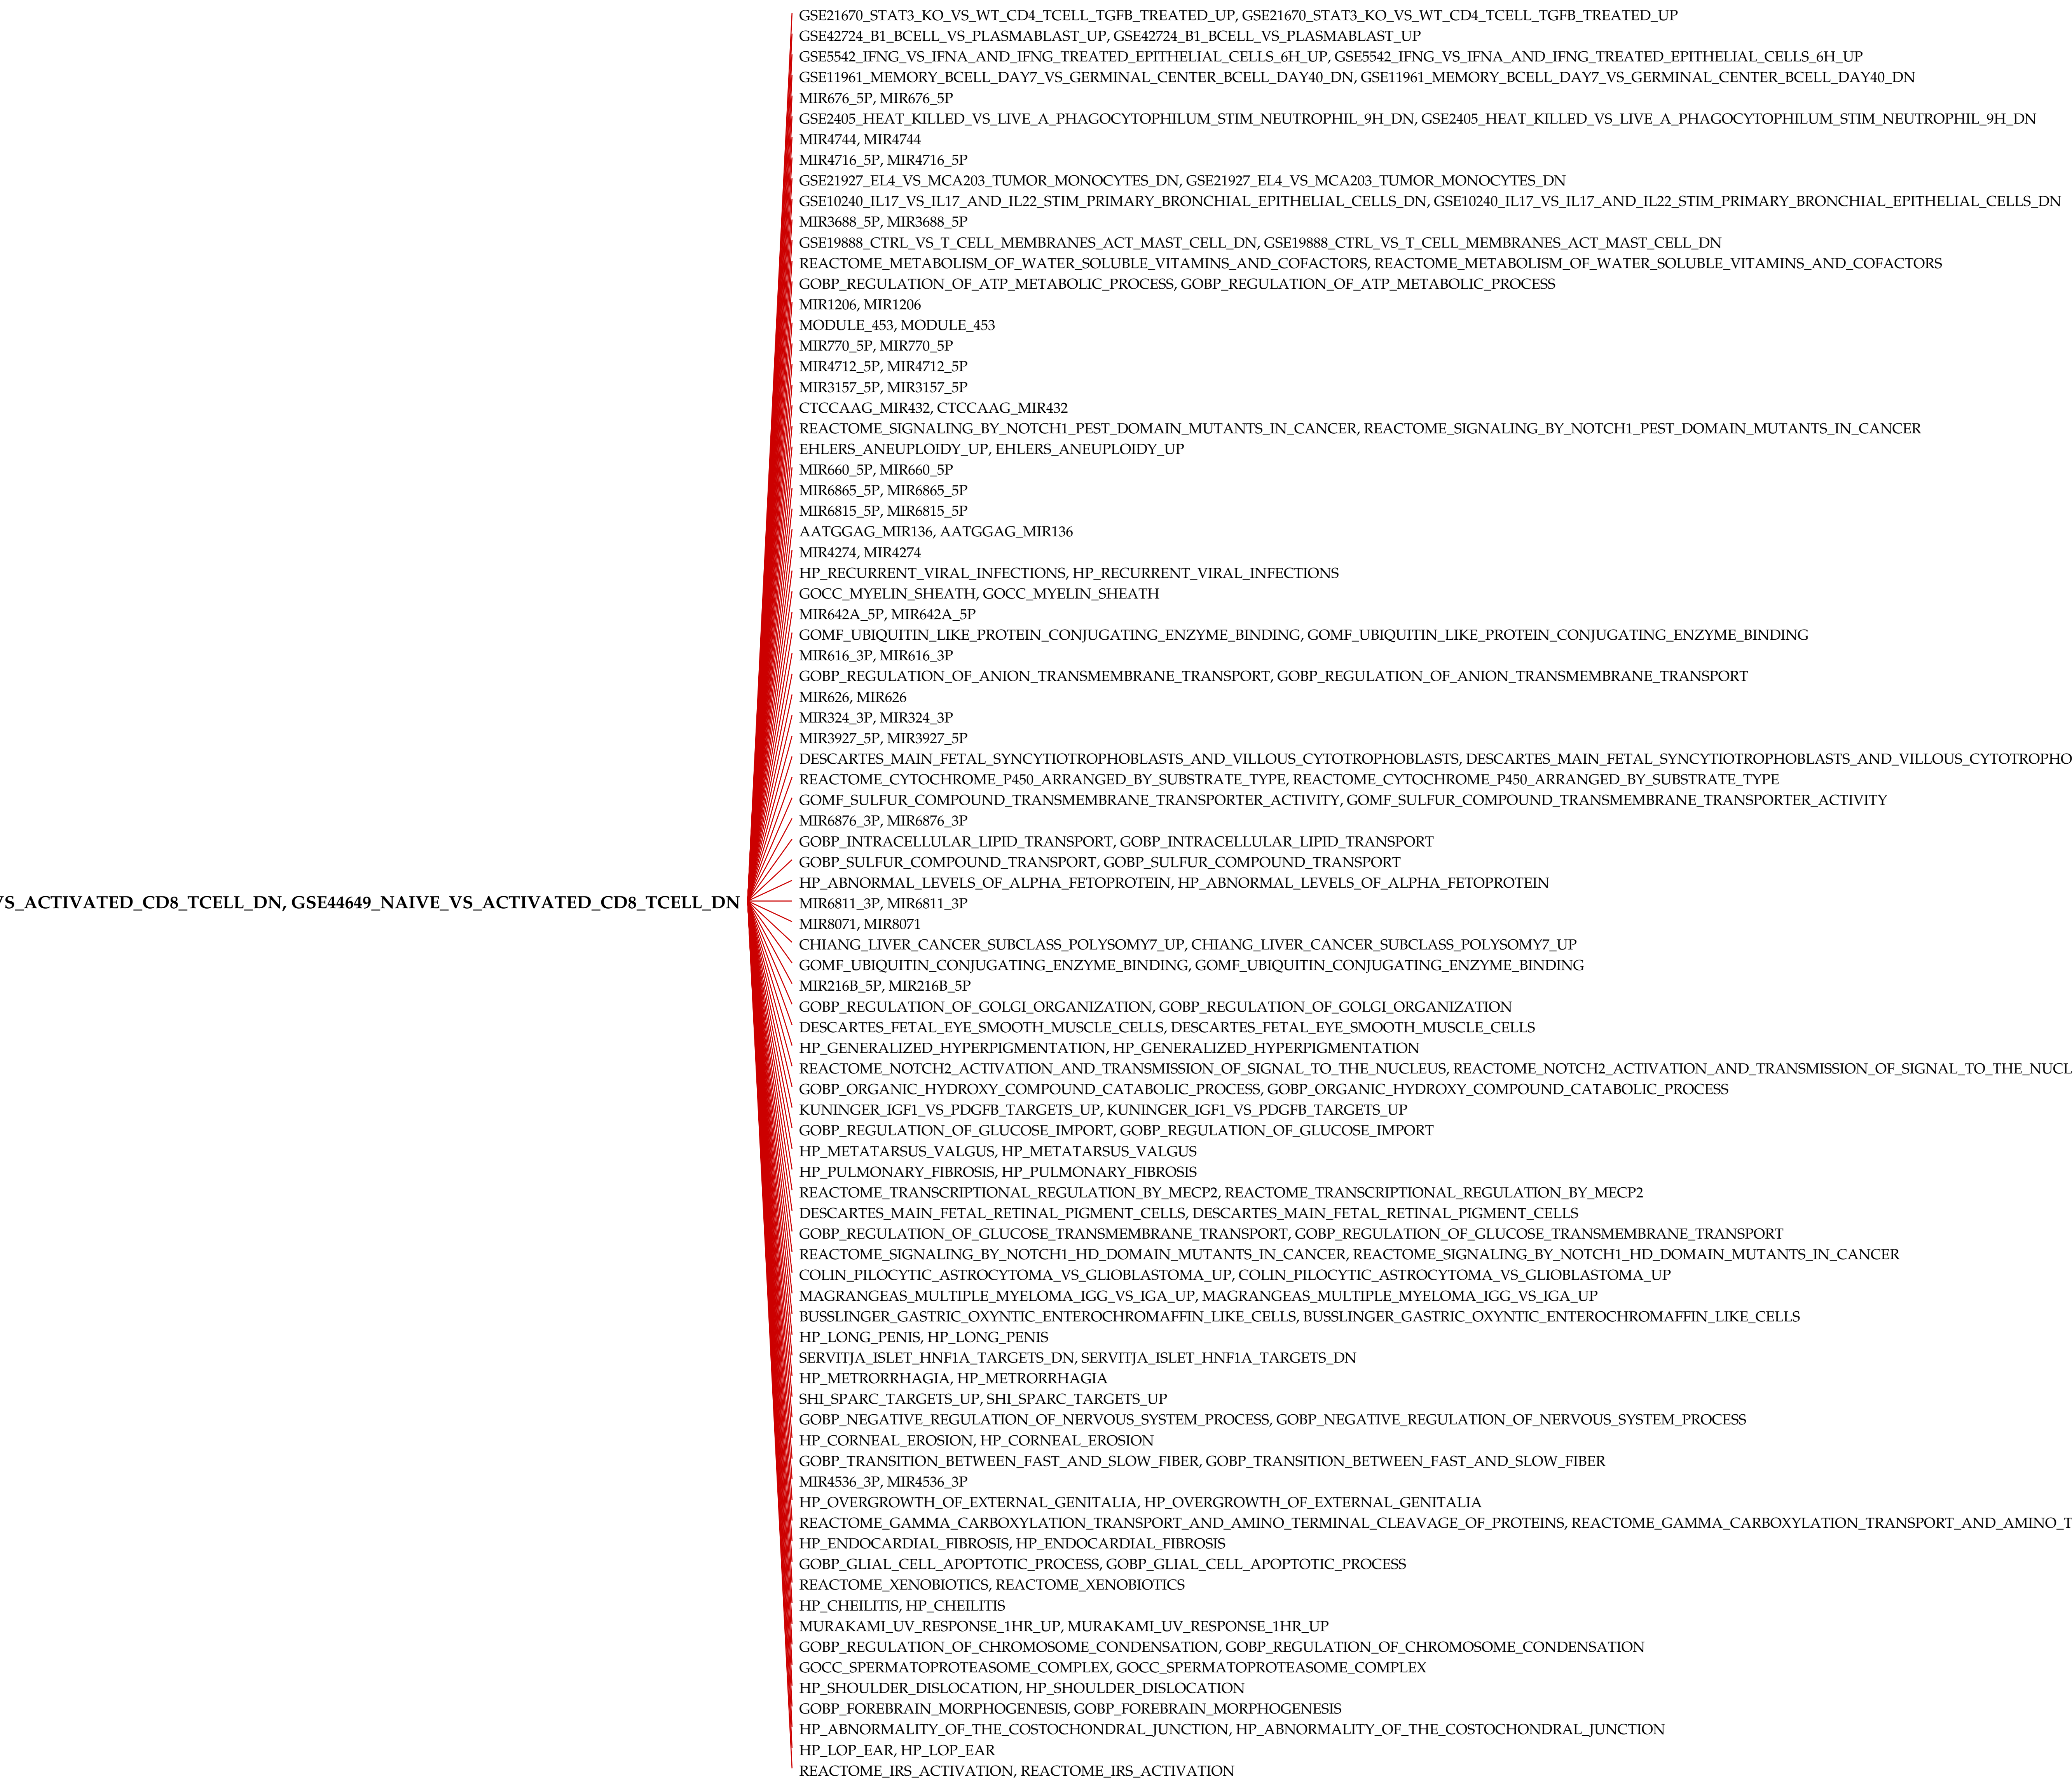 GSE21670_STAT3_KO_VS_WT_CD4_TCELL_TGFB_TREATED_UP, GSE21670_STAT3_KO_VS_WT_CD4_TCELL_TGFB_TREATED_UP
GSE42724_B1_BCELL_VS_PLASMABLAST_UP, GSE42724_B1_BCELL_VS_PLASMABLAST_UP
GSE5542_IFNG_VS_IFNA_AND_IFNG_TREATED_EPITHELIAL_CELLS_6H_UP, GSE5542_IFNG_VS_IFNA_AND_IFNG_TREATED_EPITHELIAL_CELLS_6H_UP
GSE11961_MEMORY_BCELL_DAY7_VS_GERMINAL_CENTER_BCELL_DAY40_DN, GSE11961_MEMORY_BCELL_DAY7_VS_GERMINAL_CENTER_BCELL_DAY40_DN
MIR676_5P, MIR676_5P
GSE2405_HEAT_KILLED_VS_LIVE_A_PHAGOCYTOPHILUM_STIM_NEUTROPHIL_9H_DN, GSE2405_HEAT_KILLED_VS_LIVE_A_PHAGOCYTOPHILUM_STIM_NEUTROPHIL_9H_DN
MIR4744, MIR4744
MIR4716_5P, MIR4716_5P
GSE21927_EL4_VS_MCA203_TUMOR_MONOCYTES_DN, GSE21927_EL4_VS_MCA203_TUMOR_MONOCYTES_DN
GSE10240_IL17_VS_IL17_AND_IL22_STIM_PRIMARY_BRONCHIAL_EPITHELIAL_CELLS_DN, GSE10240_IL17_VS_IL17_AND_IL22_STIM_PRIMARY_BRONCHIAL_EPITHELIAL_CELLS_DN
MIR3688_5P, MIR3688_5P
GSE19888_CTRL_VS_T_CELL_MEMBRANES_ACT_MAST_CELL_DN, GSE19888_CTRL_VS_T_CELL_MEMBRANES_ACT_MAST_CELL_DN
REACTOME_METABOLISM_OF_WATER_SOLUBLE_VITAMINS_AND_COFACTORS, REACTOME_METABOLISM_OF_WATER_SOLUBLE_VITAMINS_AND_COFACTORS
GOBP_REGULATION_OF_ATP_METABOLIC_PROCESS, GOBP_REGULATION_OF_ATP_METABOLIC_PROCESS
MIR1206, MIR1206
MODULE_453, MODULE_453
MIR770_5P, MIR770_5P
MIR4712_5P, MIR4712_5P
MIR3157_5P, MIR3157_5P
CTCCAAG_MIR432, CTCCAAG_MIR432
REACTOME_SIGNALING_BY_NOTCH1_PEST_DOMAIN_MUTANTS_IN_CANCER, REACTOME_SIGNALING_BY_NOTCH1_PEST_DOMAIN_MUTANTS_IN_CANCER
EHLERS_ANEUPLOIDY_UP, EHLERS_ANEUPLOIDY_UP
MIR660_5P, MIR660_5P
MIR6865_5P, MIR6865_5P
MIR6815_5P, MIR6815_5P
AATGGAG_MIR136, AATGGAG_MIR136
MIR4274, MIR4274
HP_RECURRENT_VIRAL_INFECTIONS, HP_RECURRENT_VIRAL_INFECTIONS
GOCC_MYELIN_SHEATH, GOCC_MYELIN_SHEATH
MIR642A_5P, MIR642A_5P
GOMF_UBIQUITIN_LIKE_PROTEIN_CONJUGATING_ENZYME_BINDING, GOMF_UBIQUITIN_LIKE_PROTEIN_CONJUGATING_ENZYME_BINDING
MIR616_3P, MIR616_3P
GOBP_REGULATION_OF_ANION_TRANSMEMBRANE_TRANSPORT, GOBP_REGULATION_OF_ANION_TRANSMEMBRANE_TRANSPORT
MIR626, MIR626
MIR324_3P, MIR324_3P
MIR3927_5P, MIR3927_5P
DESCARTES_MAIN_FETAL_SYNCYTIOTROPHOBLASTS_AND_VILLOUS_CYTOTROPHOBLASTS, DESCARTES_MAIN_FETAL_SYNCYTIOTROPHOBLASTS_AND_VILLOUS_CYTOTROPHO
REACTOME_CYTOCHROME_P450_ARRANGED_BY_SUBSTRATE_TYPE, REACTOME_CYTOCHROME_P450_ARRANGED_BY_SUBSTRATE_TYPE
GOMF_SULFUR_COMPOUND_TRANSMEMBRANE_TRANSPORTER_ACTIVITY, GOMF_SULFUR_COMPOUND_TRANSMEMBRANE_TRANSPORTER_ACTIVITY
MIR6876_3P, MIR6876_3P
GOBP_INTRACELLULAR_LIPID_TRANSPORT, GOBP_INTRACELLULAR_LIPID_TRANSPORT
GOBP_SULFUR_COMPOUND_TRANSPORT, GOBP_SULFUR_COMPOUND_TRANSPORT
HP_ABNORMAL_LEVELS_OF_ALPHA_FETOPROTEIN, HP_ABNORMAL_LEVELS_OF_ALPHA_FETOPROTEIN
VS_ACTIVATED_CD8_TCELL_DN, GSE44649_NAIVE_VS_ACTIVATED_CD8_TCELL_DN
MIR6811_3P, MIR6811_3P
MIR8071, MIR8071
CHIANG_LIVER_CANCER_SUBCLASS_POLYSOMY7_UP, CHIANG_LIVER_CANCER_SUBCLASS_POLYSOMY7_UP
GOMF_UBIQUITIN_CONJUGATING_ENZYME_BINDING, GOMF_UBIQUITIN_CONJUGATING_ENZYME_BINDING
MIR216B_5P, MIR216B_5P
GOBP_REGULATION_OF_GOLGI_ORGANIZATION, GOBP_REGULATION_OF_GOLGI_ORGANIZATION
DESCARTES_FETAL_EYE_SMOOTH_MUSCLE_CELLS, DESCARTES_FETAL_EYE_SMOOTH_MUSCLE_CELLS
HP_GENERALIZED_HYPERPIGMENTATION, HP_GENERALIZED_HYPERPIGMENTATION
REACTOME_NOTCH2_ACTIVATION_AND_TRANSMISSION_OF_SIGNAL_TO_THE_NUCLEUS, REACTOME_NOTCH2_ACTIVATION_AND_TRANSMISSION_OF_SIGNAL_TO_THE_NUCL
GOBP_ORGANIC_HYDROXY_COMPOUND_CATABOLIC_PROCESS, GOBP_ORGANIC_HYDROXY_COMPOUND_CATABOLIC_PROCESS
KUNINGER_IGF1_VS_PDGFB_TARGETS_UP, KUNINGER_IGF1_VS_PDGFB_TARGETS_UP
GOBP_REGULATION_OF_GLUCOSE_IMPORT, GOBP_REGULATION_OF_GLUCOSE_IMPORT
HP_METATARSUS_VALGUS, HP_METATARSUS_VALGUS
HP_PULMONARY_FIBROSIS, HP_PULMONARY_FIBROSIS
REACTOME_TRANSCRIPTIONAL_REGULATION_BY_MECP2, REACTOME_TRANSCRIPTIONAL_REGULATION_BY_MECP2
DESCARTES_MAIN_FETAL_RETINAL_PIGMENT_CELLS, DESCARTES_MAIN_FETAL_RETINAL_PIGMENT_CELLS
GOBP_REGULATION_OF_GLUCOSE_TRANSMEMBRANE_TRANSPORT, GOBP_REGULATION_OF_GLUCOSE_TRANSMEMBRANE_TRANSPORT
REACTOME_SIGNALING_BY_NOTCH1_HD_DOMAIN_MUTANTS_IN_CANCER, REACTOME_SIGNALING_BY_NOTCH1_HD_DOMAIN_MUTANTS_IN_CANCER
COLIN_PILOCYTIC_ASTROCYTOMA_VS_GLIOBLASTOMA_UP, COLIN_PILOCYTIC_ASTROCYTOMA_VS_GLIOBLASTOMA_UP
MAGRANGEAS_MULTIPLE_MYELOMA_IGG_VS_IGA_UP, MAGRANGEAS_MULTIPLE_MYELOMA_IGG_VS_IGA_UP
BUSSLINGER_GASTRIC_OXYNTIC_ENTEROCHROMAFFIN_LIKE_CELLS, BUSSLINGER_GASTRIC_OXYNTIC_ENTEROCHROMAFFIN_LIKE_CELLS
HP_LONG_PENIS, HP_LONG_PENIS
SERVITJA_ISLET_HNF1A_TARGETS_DN, SERVITJA_ISLET_HNF1A_TARGETS_DN
HP_METRORRHAGIA, HP_METRORRHAGIA
SHI_SPARC_TARGETS_UP, SHI_SPARC_TARGETS_UP
GOBP_NEGATIVE_REGULATION_OF_NERVOUS_SYSTEM_PROCESS, GOBP_NEGATIVE_REGULATION_OF_NERVOUS_SYSTEM_PROCESS
HP_CORNEAL_EROSION, HP_CORNEAL_EROSION
GOBP_TRANSITION_BETWEEN_FAST_AND_SLOW_FIBER, GOBP_TRANSITION_BETWEEN_FAST_AND_SLOW_FIBER
MIR4536_3P, MIR4536_3P
HP_OVERGROWTH_OF_EXTERNAL_GENITALIA, HP_OVERGROWTH_OF_EXTERNAL_GENITALIA
REACTOME_GAMMA_CARBOXYLATION_TRANSPORT_AND_AMINO_TERMINAL_CLEAVAGE_OF_PROTEINS, REACTOME_GAMMA_CARBOXYLATION_TRANSPORT_AND_AMINO_T
HP_ENDOCARDIAL_FIBROSIS, HP_ENDOCARDIAL_FIBROSIS
GOBP_GLIAL_CELL_APOPTOTIC_PROCESS, GOBP_GLIAL_CELL_APOPTOTIC_PROCESS
REACTOME_XENOBIOTICS, REACTOME_XENOBIOTICS
HP_CHEILITIS, HP_CHEILITIS
MURAKAMI_UV_RESPONSE_1HR_UP, MURAKAMI_UV_RESPONSE_1HR_UP
GOBP_REGULATION_OF_CHROMOSOME_CONDENSATION, GOBP_REGULATION_OF_CHROMOSOME_CONDENSATION
GOCC_SPERMATOPROTEASOME_COMPLEX, GOCC_SPERMATOPROTEASOME_COMPLEX
HP_SHOULDER_DISLOCATION, HP_SHOULDER_DISLOCATION
GOBP_FOREBRAIN_MORPHOGENESIS, GOBP_FOREBRAIN_MORPHOGENESIS
HP_ABNORMALITY_OF_THE_COSTOCHONDRAL_JUNCTION, HP_ABNORMALITY_OF_THE_COSTOCHONDRAL_JUNCTION
HP_LOP_EAR, HP_LOP_EAR
REACTOME_IRS_ACTIVATION, REACTOME_IRS_ACTIVATION